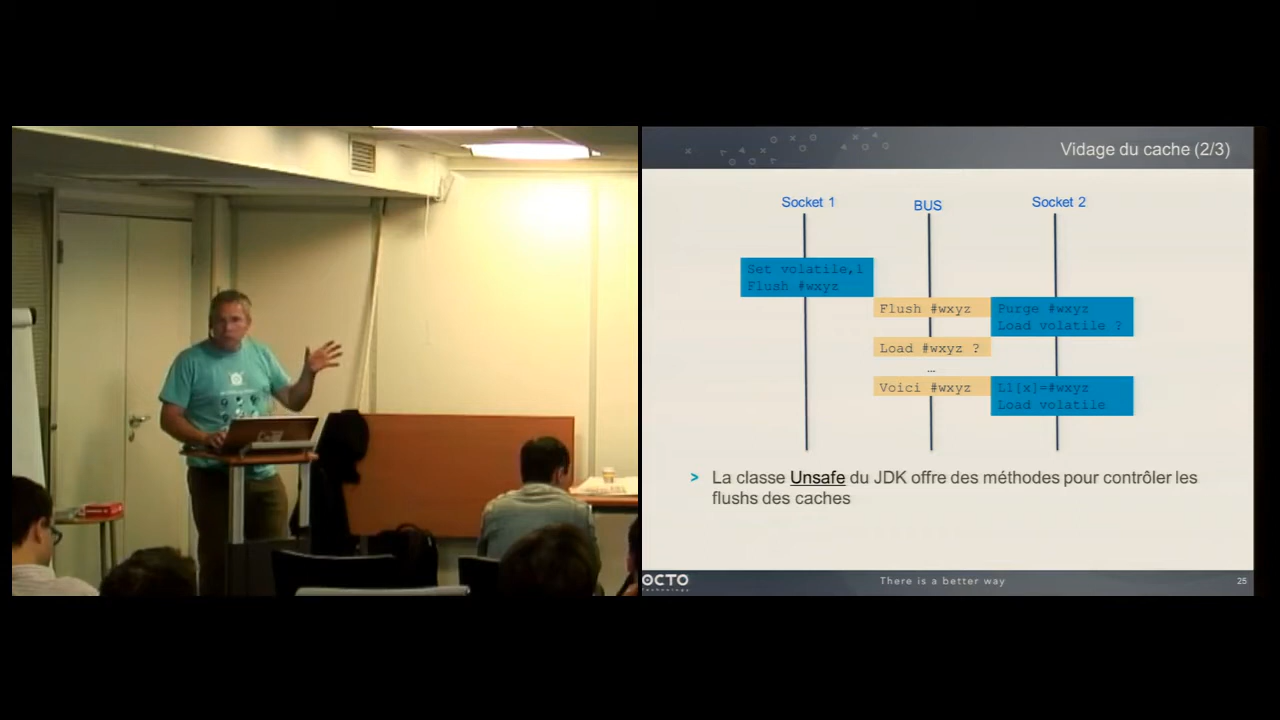 Vidage du cache (2/3)
Socket 1
BUS
Socket 2
Set volatile,1
Flush #wxyz
Flush #wxyz
Purge #wxyz
Load volatile ?
Load #wxyz ?
…
Voici #wxyz
L1[x]=#wxyz
Load volatile
> La classe Unsafe du JDK offre des méthodes pour contrôler les
flushs des caches
OCTO
Technology
There is a better way
25